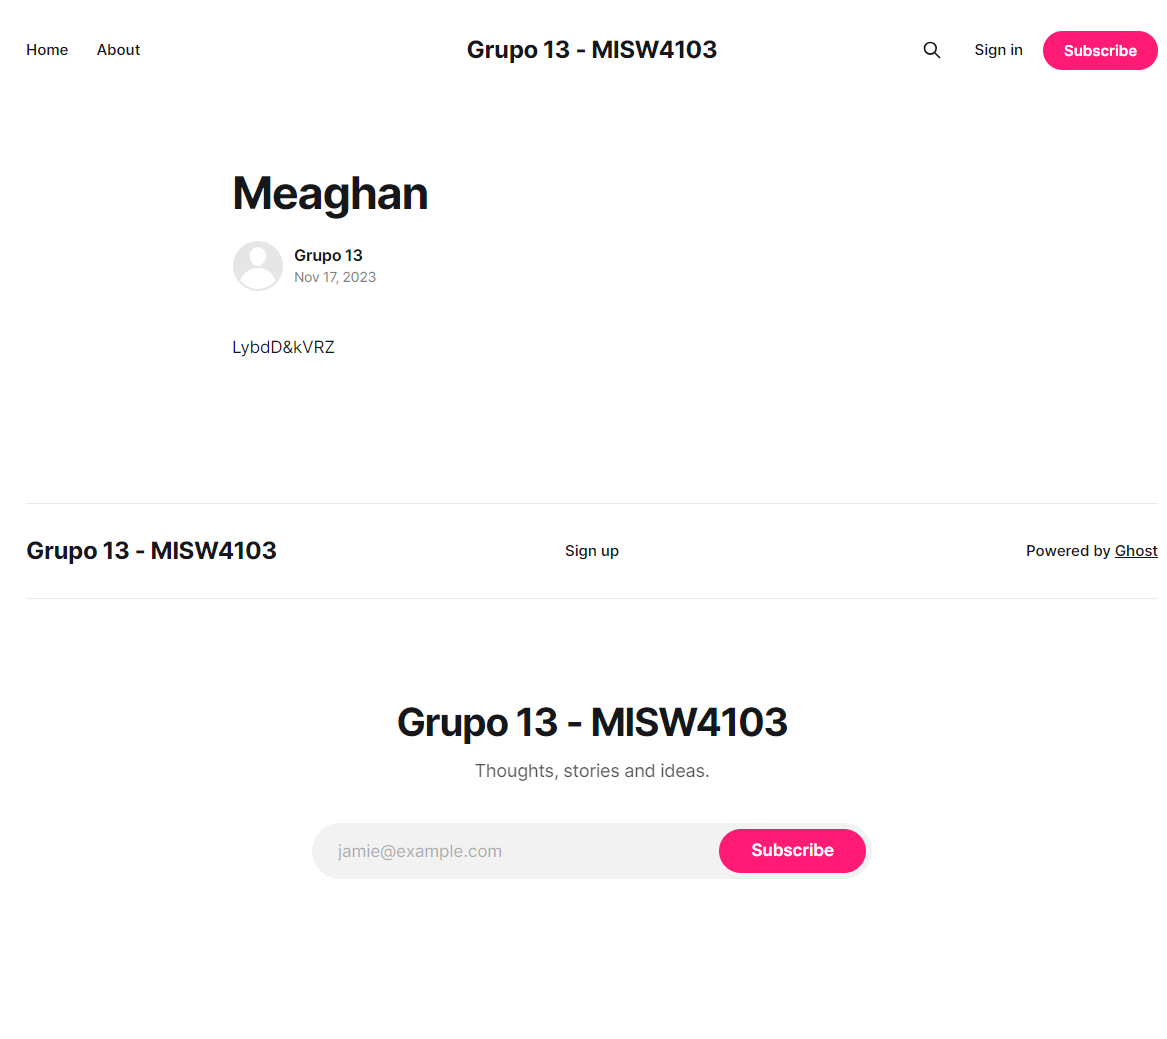 Home About Grupo 13 - MISW4103 Sign in Subscribe
Meaghan
Grupo 13
Nov 17, 2023
LybdD&kVRZ
Grupo 13 - MISW4103 Sign up Powered by Ghost
Grupo 13 - MISW4103
Thoughts, stories and ideas.
jamie@example.com Subscribe